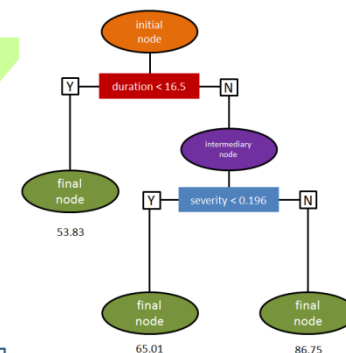 initial
node
Y
duration < 16.5
N
intermediary
node
final
node
53.83
Y
severity < 0.196
N
final
node
65.01
final
node
86.75